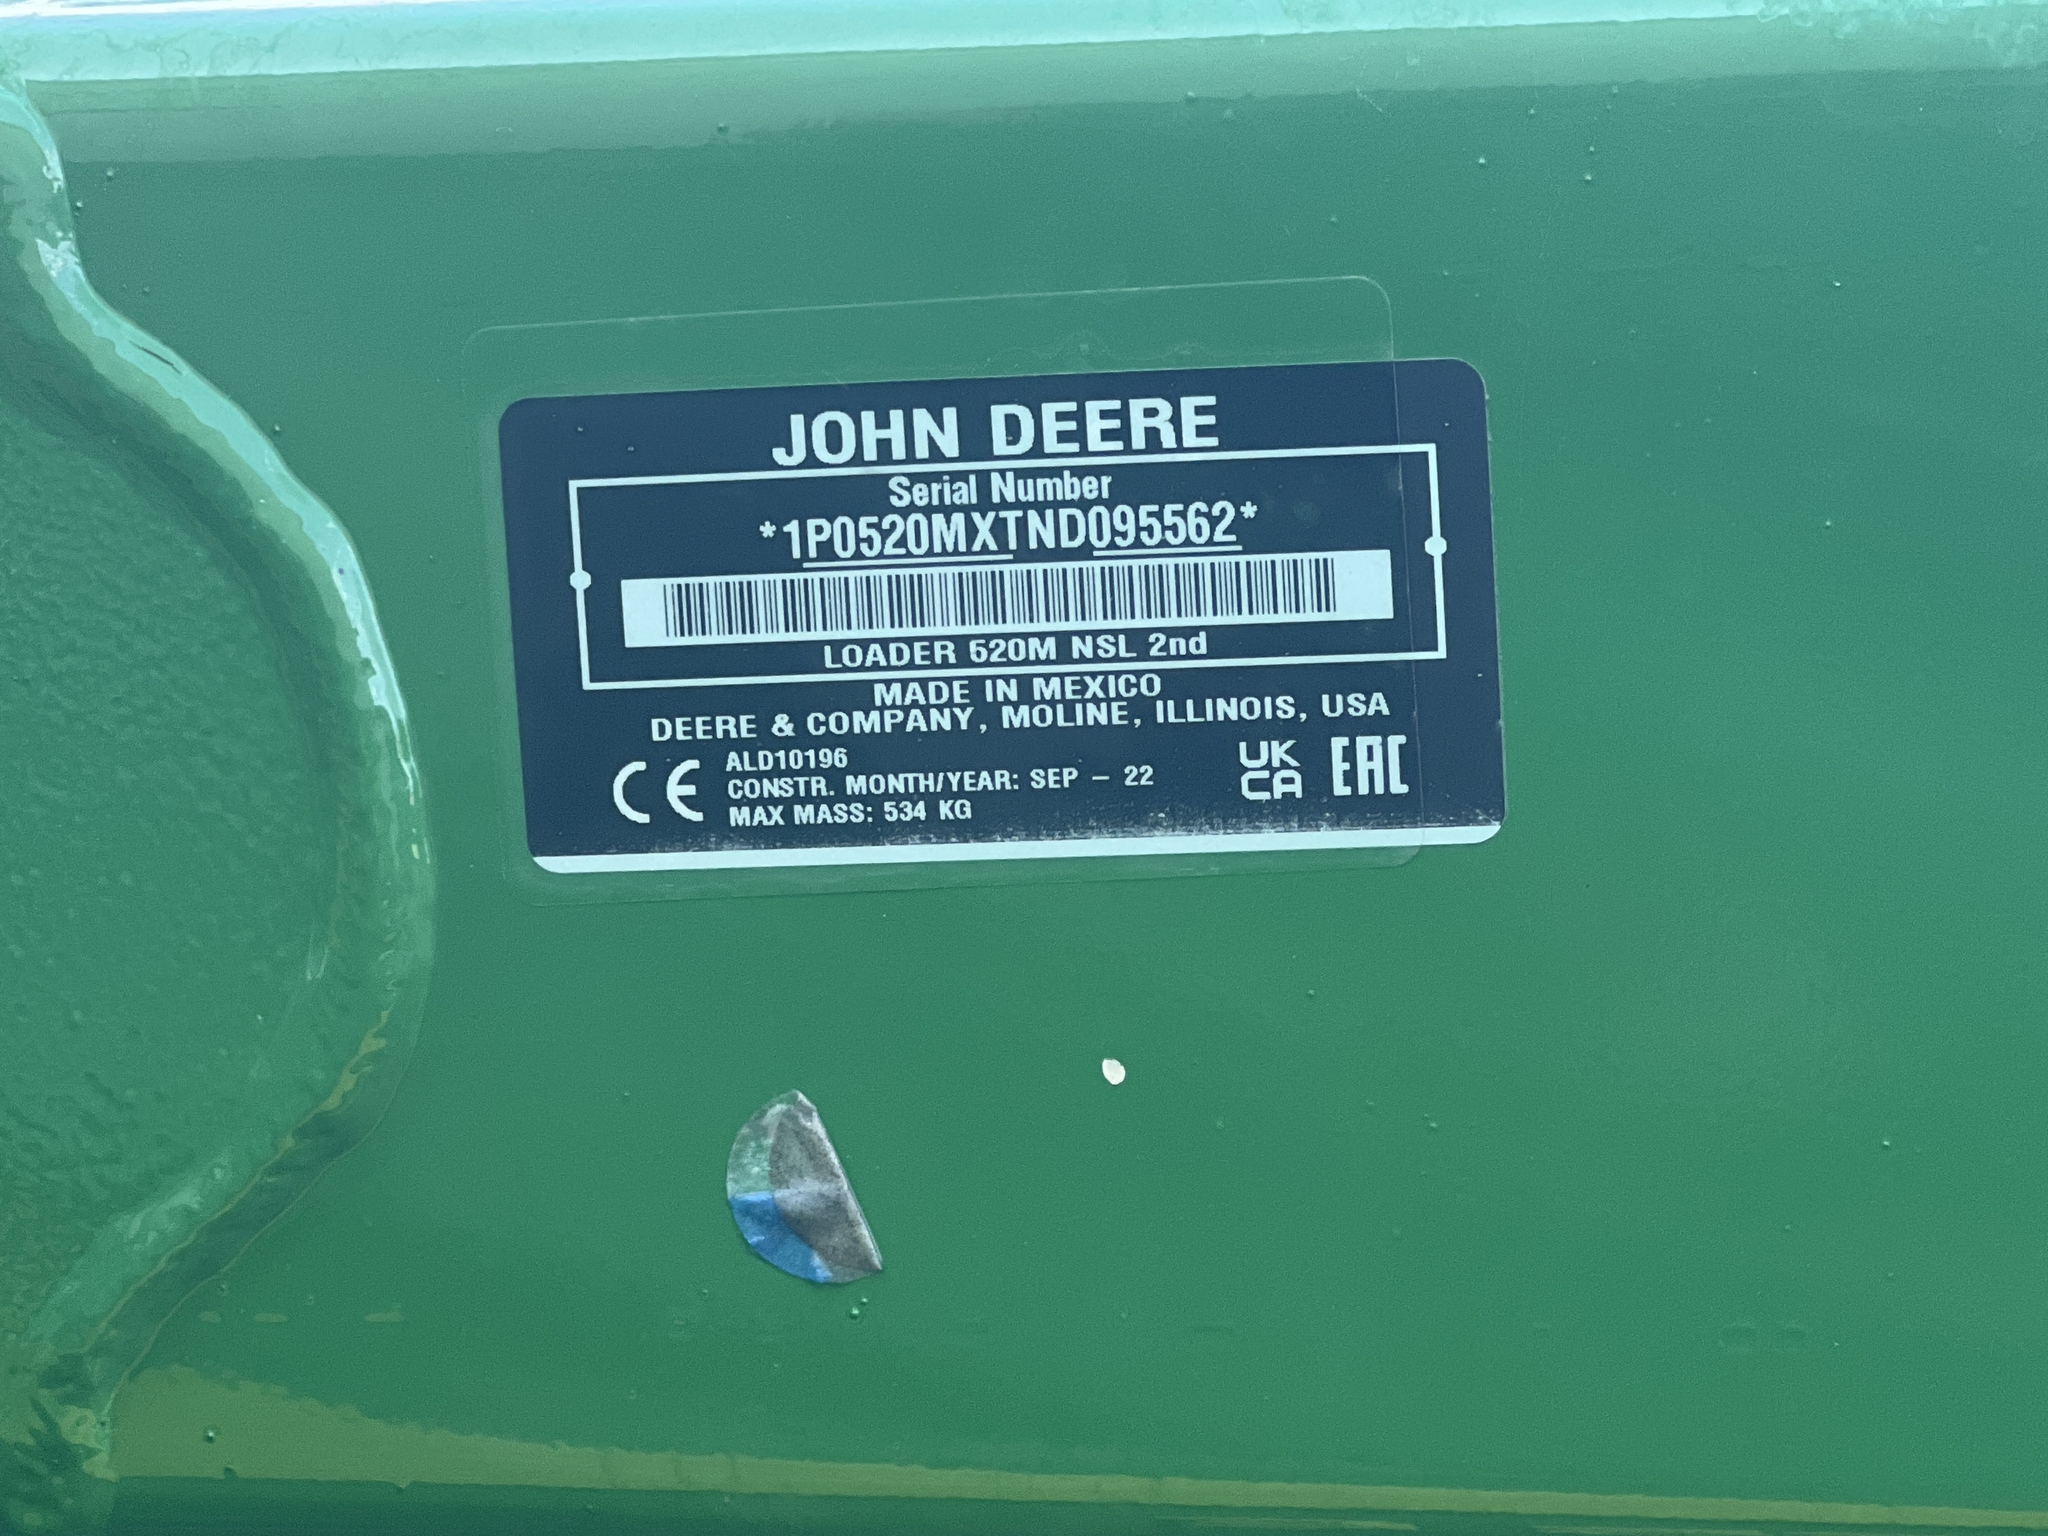 JOHN DEERE
Serial Number
*1P0520MXTND095562*
LOADER 520M NSL 2nd
MADE IN MEXICO
DEERE & COMPANY, MOLINE, ILLINOIS, USA
CE
ALD10196
CONSTR. MONTH/YEAR: SEP - 22
MAX MASS: 534 KG
UK
CA
EAC